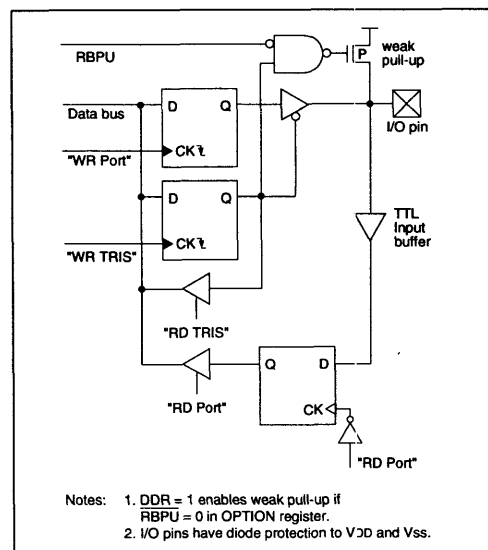 RBPU
P
weak
pull-up
Data bus
D
Q
I/O pin
"WR Port"
CK
D
Q
TTL
Input
buffer
"WR TRIS"
CK
"RD TRIS"
Q
D
"RD Port"
CK
"RD Port"
Notes: 1. DDR = 1 enables weak pull-up if
RBPU = 0 in OPTION register.
2. I/O pins have diode protection to VDD and Vss.